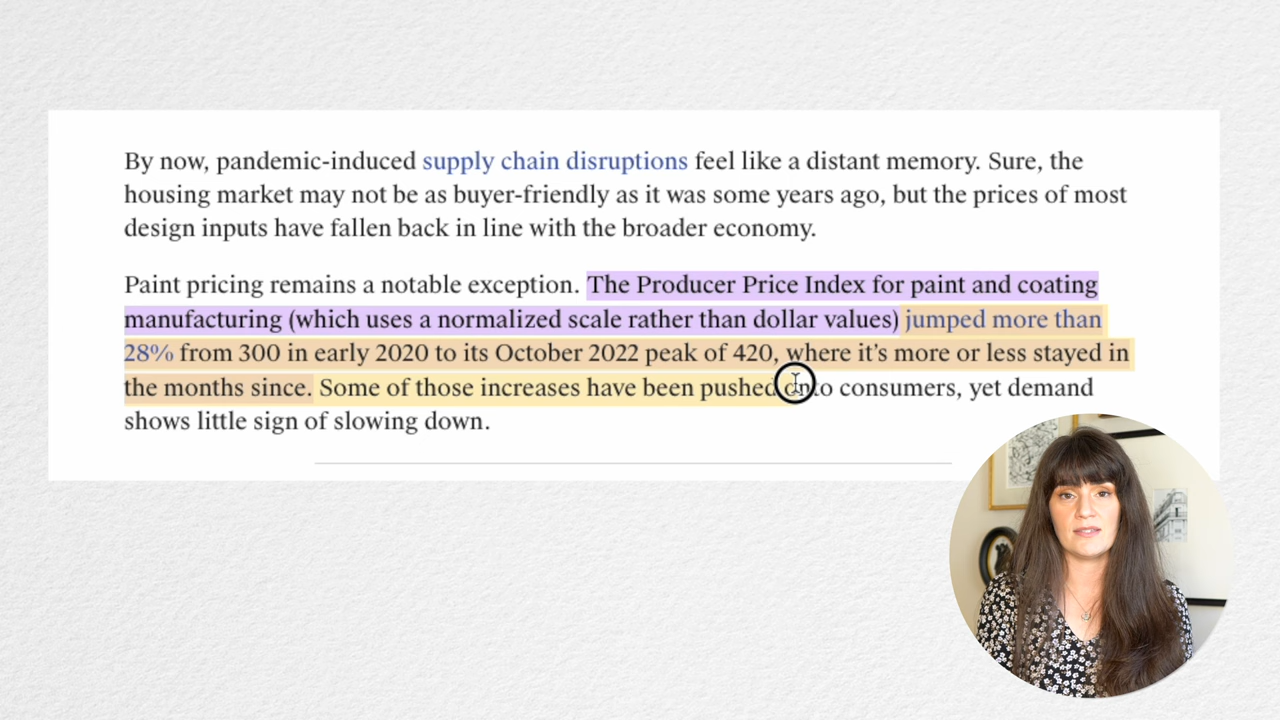 By now, pandemic-induced supply chain disruptions feel like a distant memory. Sure, the
housing market may not be as buyer-friendly as it was some years ago, but the prices of most
design inputs have fallen back in line with the broader economy.
Paint pricing remains a notable exception. The Producer Price Index for paint and coating
manufacturing (which uses a normalized scale rather than dollar values) jumped more than
28% from 300 in early 2020 to its October 2022 peak of 420, where it's more or less stayed in
the months since. Some of those increases have been pushed onto consumers, yet demand
shows little sign of slowing down.